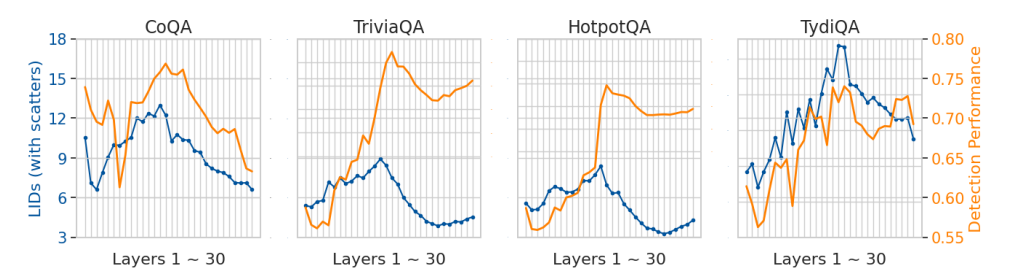 CoQA TriviaQA HotpotQA TydiQA
18 0.80
15 0.75
12 0.70
9 0.65
6 0.60
3 0.55
LIDs (with scatters)
Detection Performance
Layers 1 ~ 30 Layers 1 ~ 30 Layers 1 ~ 30 Layers 1 ~ 30